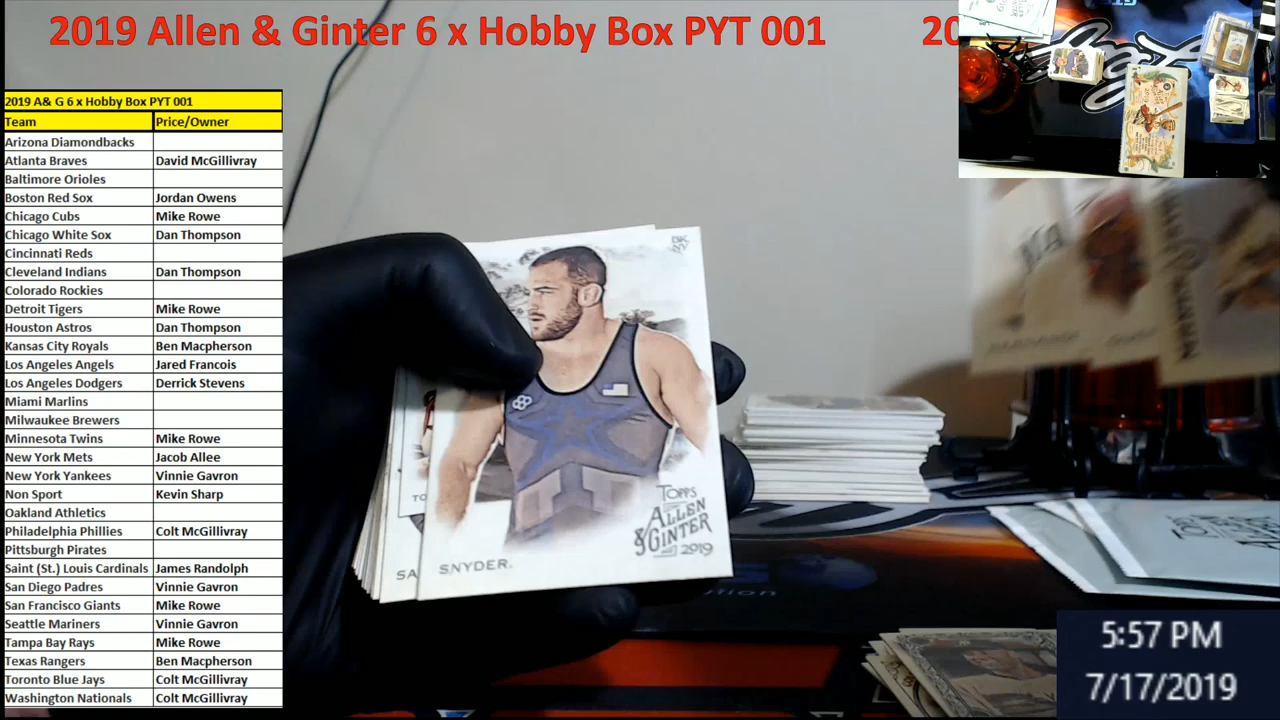 2019 Allen & Ginter 6 x Hobby Box PYT 001
20
2019 A& G 6 x Hobby Box PYT 001
Team Price/Owner
Arizona Diamondbacks
Atlanta Braves David McGillivray
Baltimore Orioles
Boston Red Sox Jordan Owens
Chicago Cubs Mike Rowe
Chicago White Sox Dan Thompson
Cincinnati Reds
Cleveland Indians Dan Thompson
Colorado Rockies
Detroit Tigers Mike Rowe
Houston Astros Dan Thompson
Kansas City Royals Ben Macpherson
Los Angeles Angels Jared Francois
Los Angeles Dodgers Derrick Stevens
Miami Marlins
Milwaukee Brewers
Minnesota Twins Mike Rowe
New York Mets Jacob Allee
New York Yankees Vinnie Gavron
Non Sport Kevin Sharp
Oakland Athletics
Philadelphia Phillies Colt McGillivray
Pittsburgh Pirates
Saint (St.) Louis Cardinals James Randolph
San Diego Padres Vinnie Gavron
San Francisco Giants Mike Rowe
Seattle Mariners Vinnie Gavron
Tampa Bay Rays Mike Rowe
Texas Rangers Ben Macpherson
Toronto Blue Jays Colt McGillivray
Washington Nationals Colt McGillivray
BK
NY
TO
TOPPS
ALLEN
& GINTER
2019
SA
SNYDER.
5:57 PM
7/17/2019